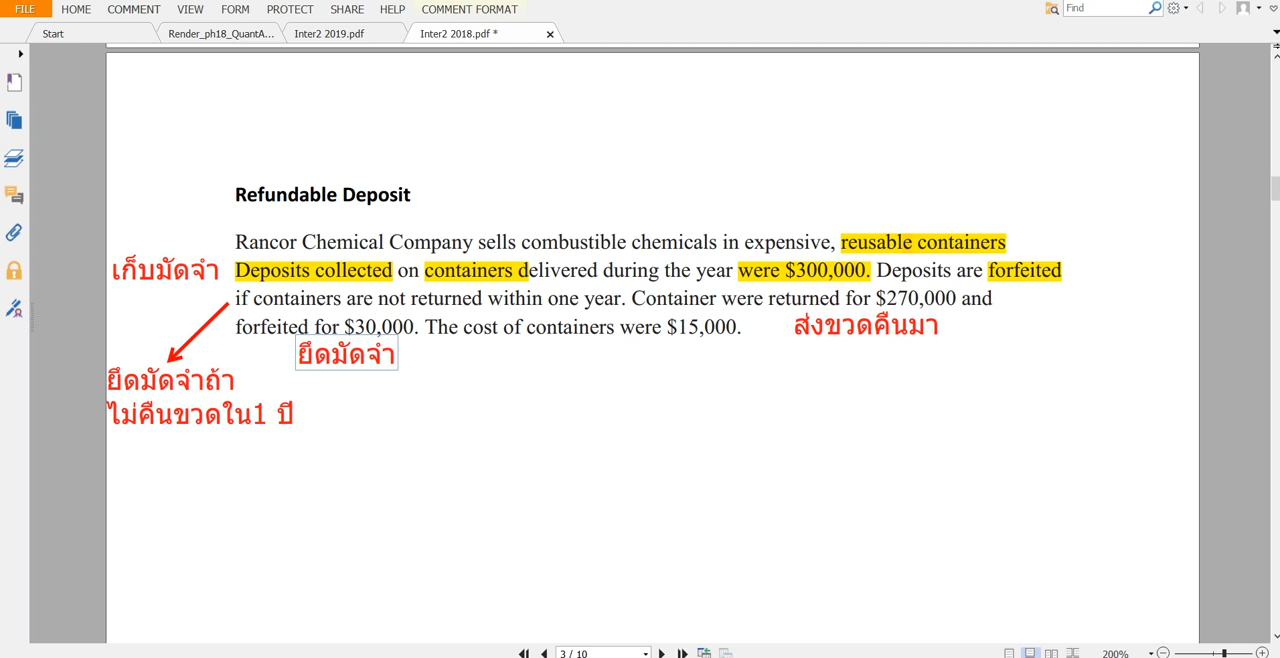 FILE HOME COMMENT VIEW FORM PROTECT SHARE HELP COMMENT FORMAT Find
Start Render_ph18_QuantA... Inter2 2019.pdf Inter2 2018.pdf *
Refundable Deposit
Rancor Chemical Company sells combustible chemicals in expensive, reusable containers
เก็บมัดจำ Deposits collected on containers delivered during the year were $300,000. Deposits are forfeited
if containers are not returned within one year. Container were returned for $270,000 and
forfeited for $30,000. The cost of containers were $15,000. ส่งขวดคืนมา
ยึดมัดจำ
ยึดมัดจำถ้า
ไม่คืนขวดใน1 ปี
3 / 10 200%